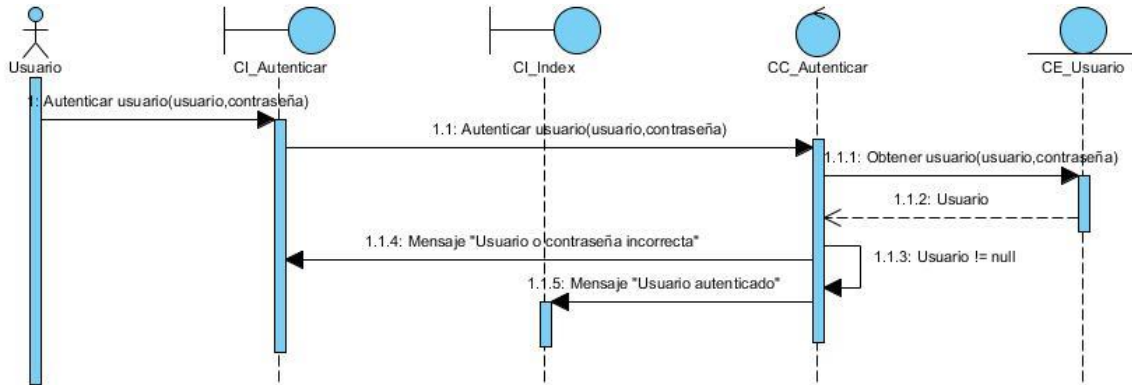 Usuario
CI_Autenticar
CI_Index
CC_Autenticar
CE_Usuario
1: Autenticar usuario(usuario,contraseña)
1.1: Autenticar usuario(usuario,contraseña)
1.1.1: Obtener usuario(usuario,contraseña)
1.1.2: Usuario
1.1.4: Mensaje "Usuario o contraseña incorrecta"
1.1.3: Usuario != null
1.1.5: Mensaje "Usuario autenticado"